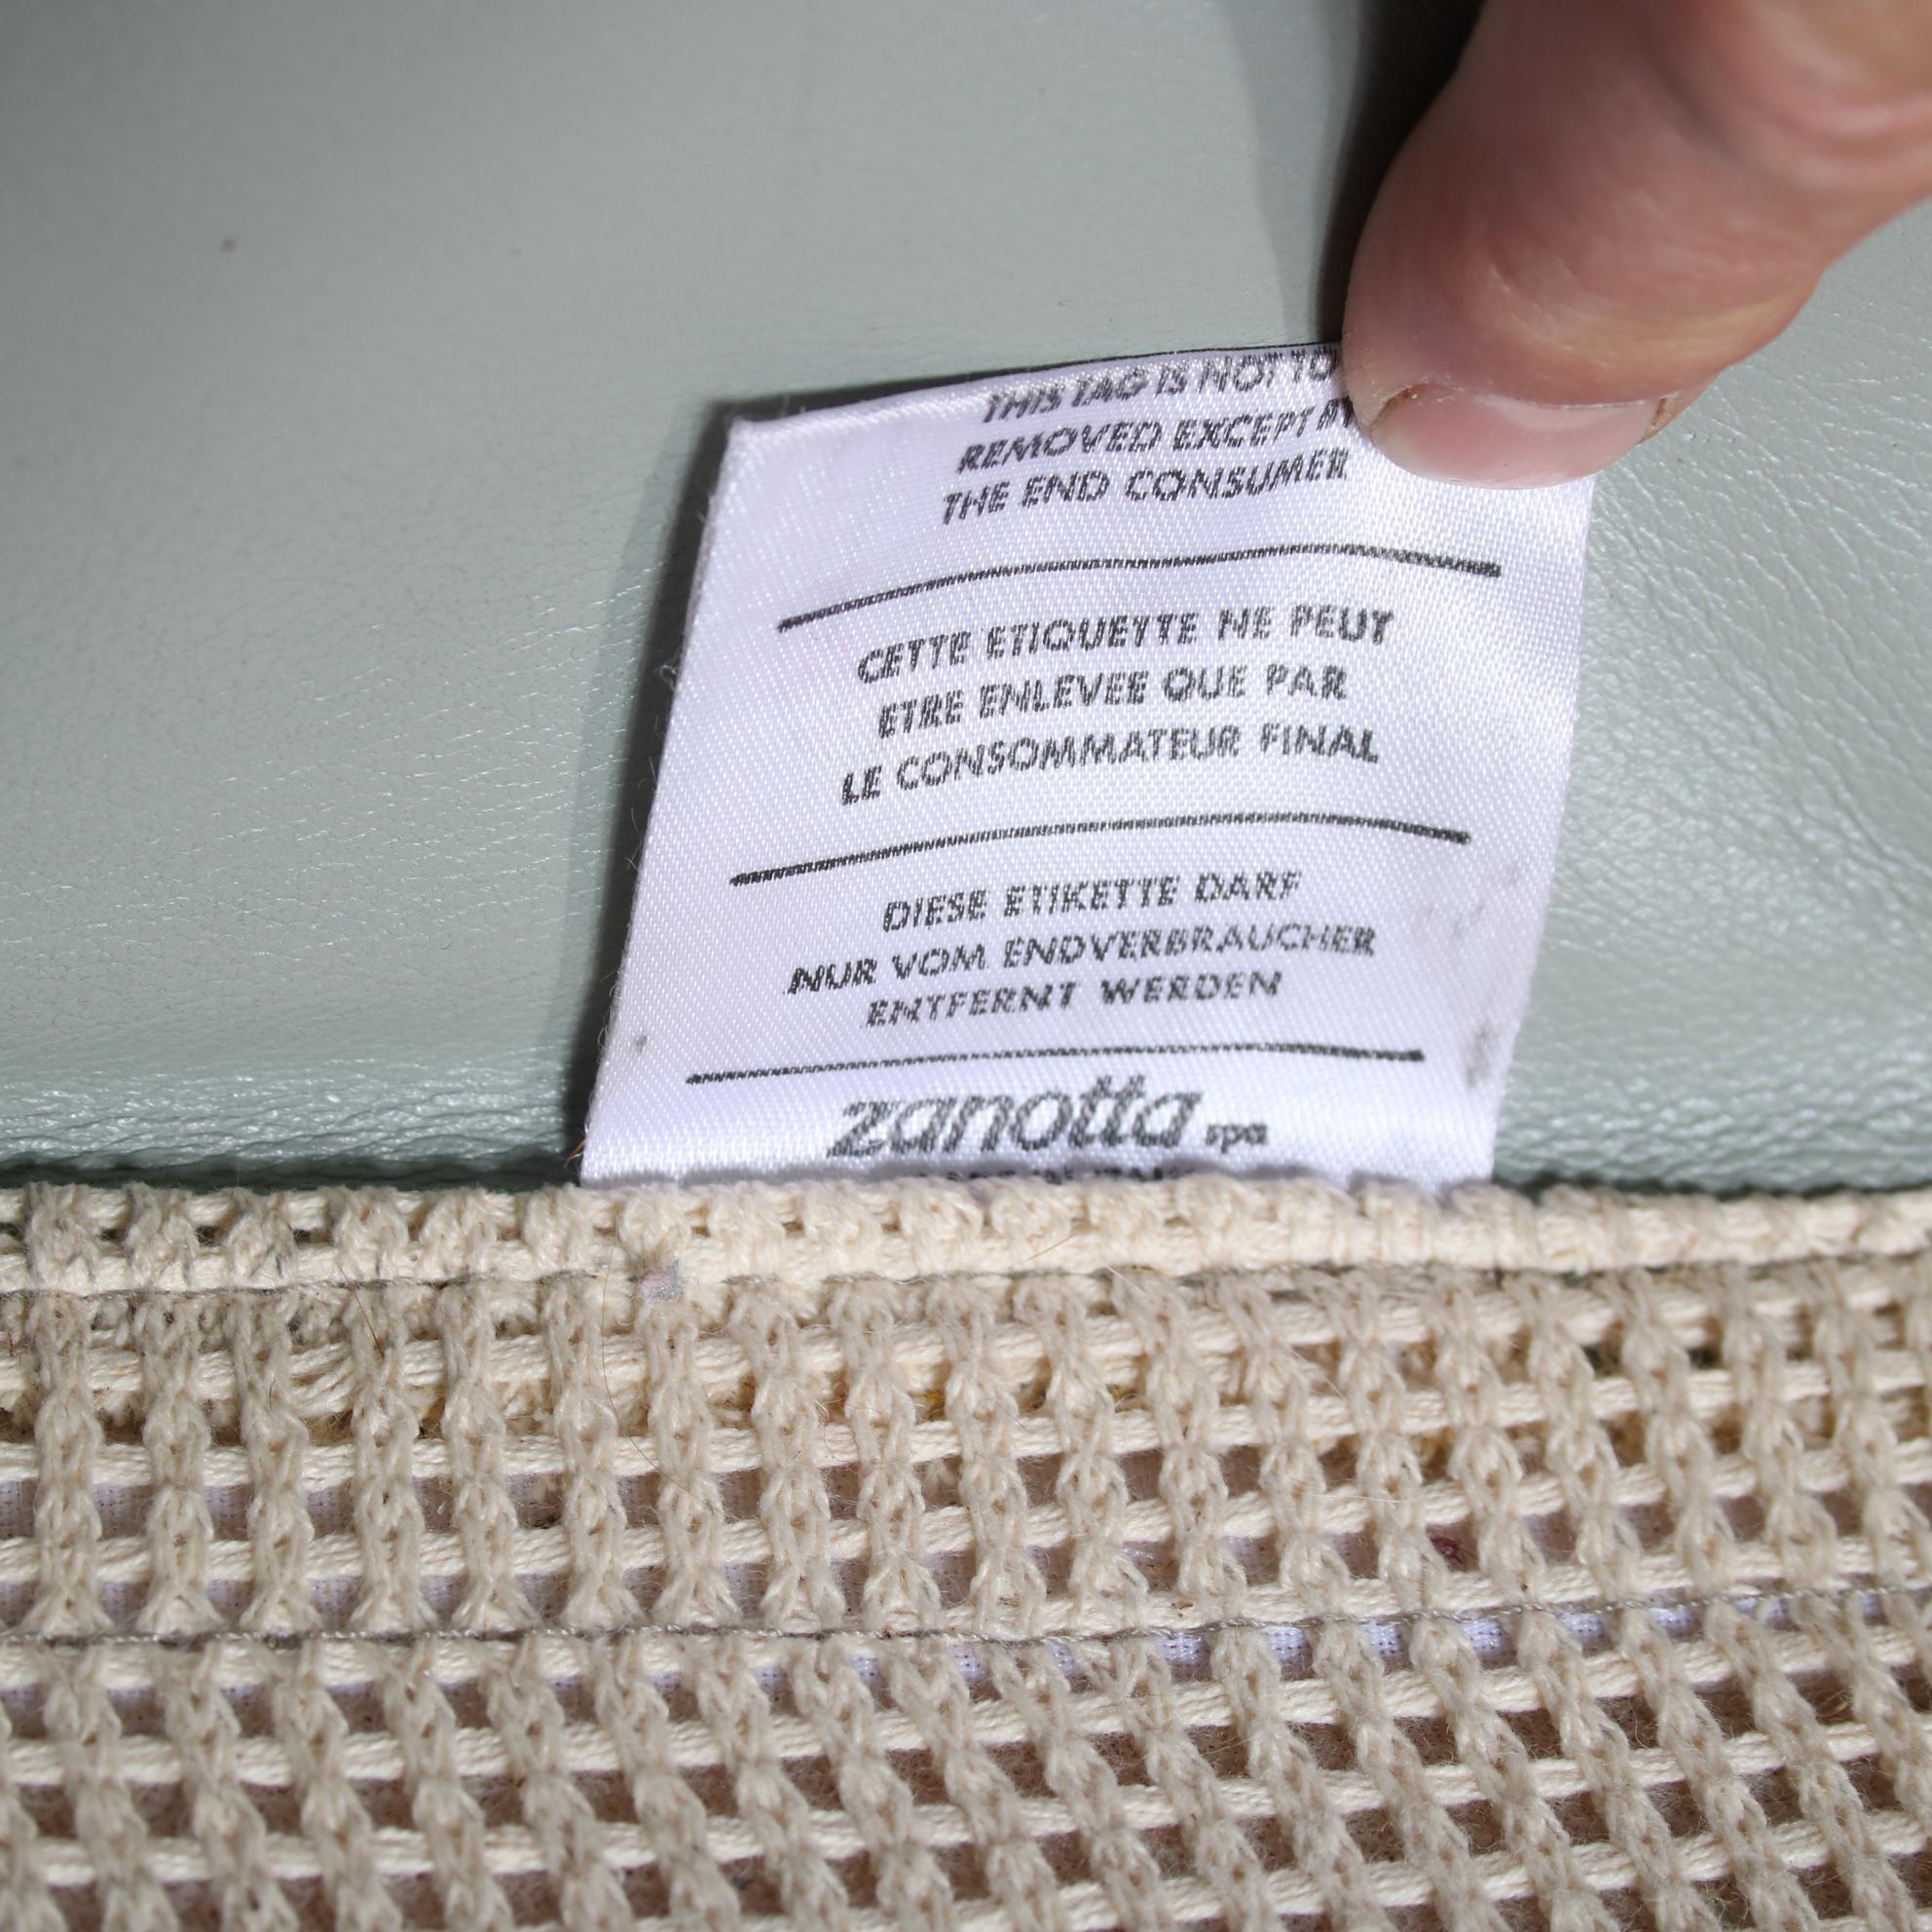 THIS TAG IS NOT TO
REMOVED EXCEPT BY
THE END CONSUMER
CETTE ETIQUETTE NE PEUT
ETRE ENLEVEE QUE PAR
LE CONSOMMATEUR FINAL
DIESE ETIKETTE DARF
NUR VOM ENDVERBRAUCHER
ENTFERNT WERDEN
zanotta spa